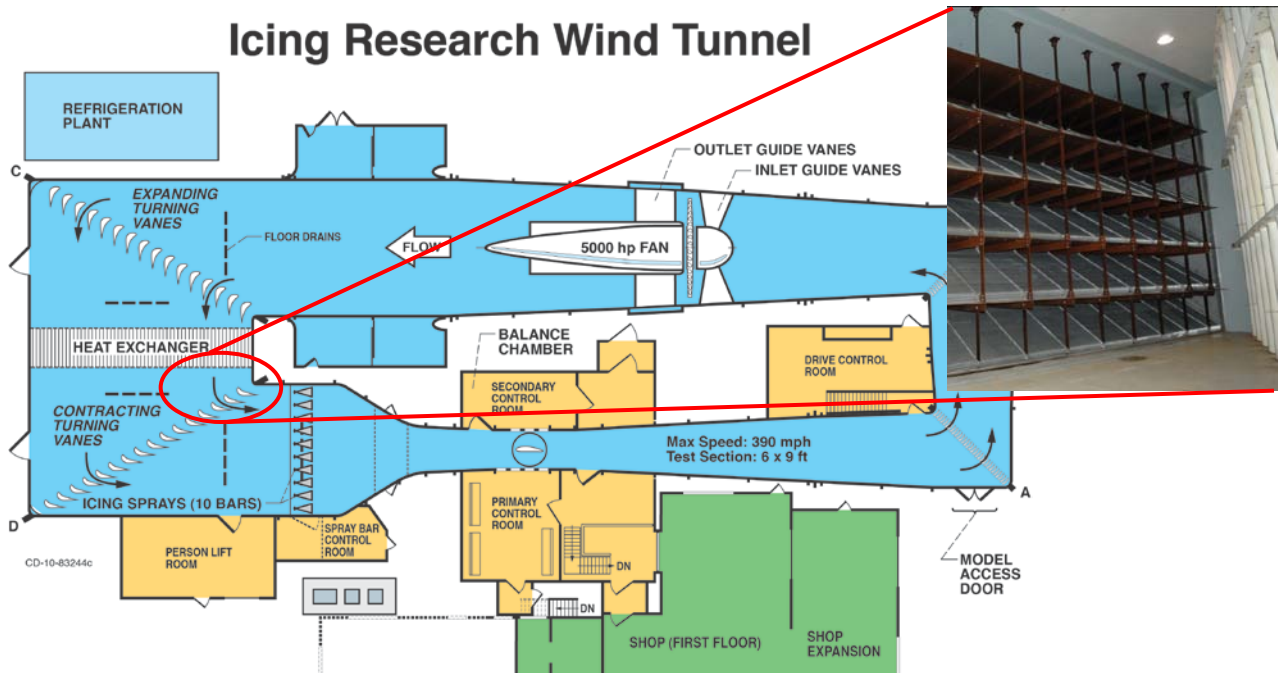 Icing Research Wind Tunnel
REFRIGERATION
PLANT
C
EXPANDING
TURNING
VANES
FLOOR DRAINS
FLOW
5000 hp FAN
OUTLET GUIDE VANES
INLET GUIDE VANES
HEAT EXCHANGER
BALANCE
CHAMBER
SECONDARY
CONTROL
ROOM
DRIVE CONTROL
ROOM
CONTRACTING
TURNING
VANES
Max Speed: 390 mph
Test Section: 6 x 9 ft
ICING SPRAYS (10 BARS)
D
A
PERSON LIFT
ROOM
SPRAY BAR
CONTROL
ROOM
PRIMARY
CONTROL
ROOM
DN
DN
MODEL
ACCESS
DOOR
CD-10-83244c
SHOP (FIRST FLOOR)
SHOP
EXPANSION